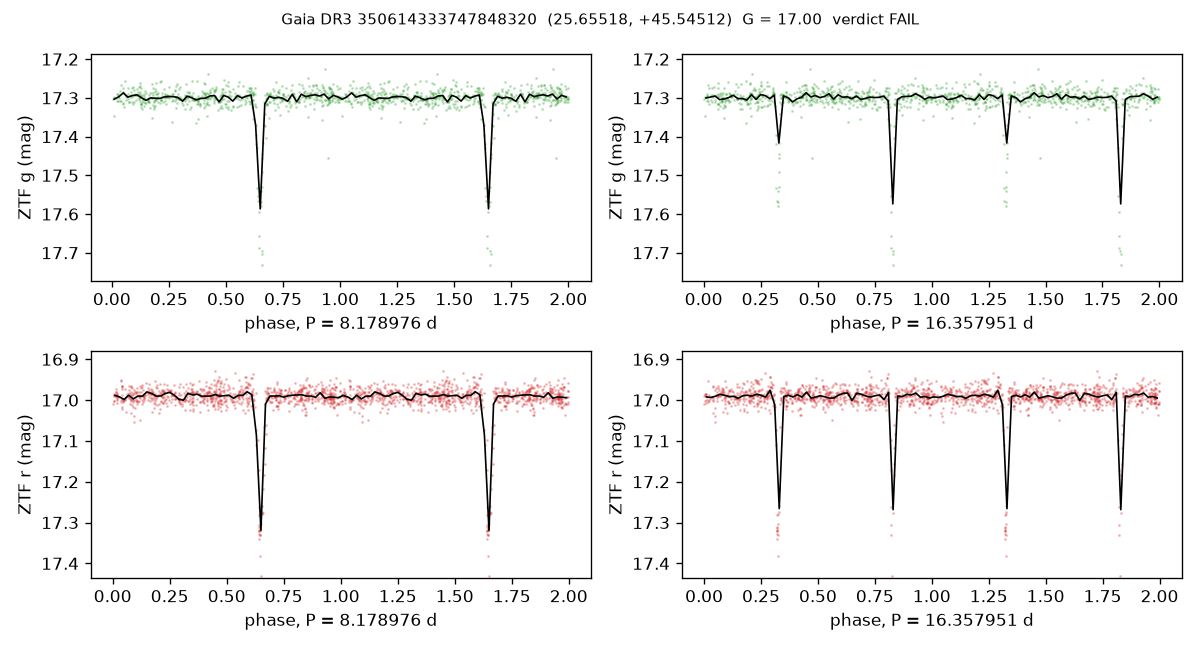 Gaia DR3 350614333747848320  (25.65518, +45.54512)  G = 17.00  verdict FAIL
17.2
17.3
17.4
17.5
17.6
17.7
ZTF g (mag)
0.00 0.25 0.50 0.75 1.00 1.25 1.50 1.75 2.00
phase, P = 8.178976 d
17.2
17.3
17.4
17.5
17.6
17.7
ZTF g (mag)
0.00 0.25 0.50 0.75 1.00 1.25 1.50 1.75 2.00
phase, P = 16.357951 d
16.9
17.0
17.1
17.2
17.3
17.4
ZTF r (mag)
0.00 0.25 0.50 0.75 1.00 1.25 1.50 1.75 2.00
phase, P = 8.178976 d
16.9
17.0
17.1
17.2
17.3
17.4
ZTF r (mag)
0.00 0.25 0.50 0.75 1.00 1.25 1.50 1.75 2.00
phase, P = 16.357951 d